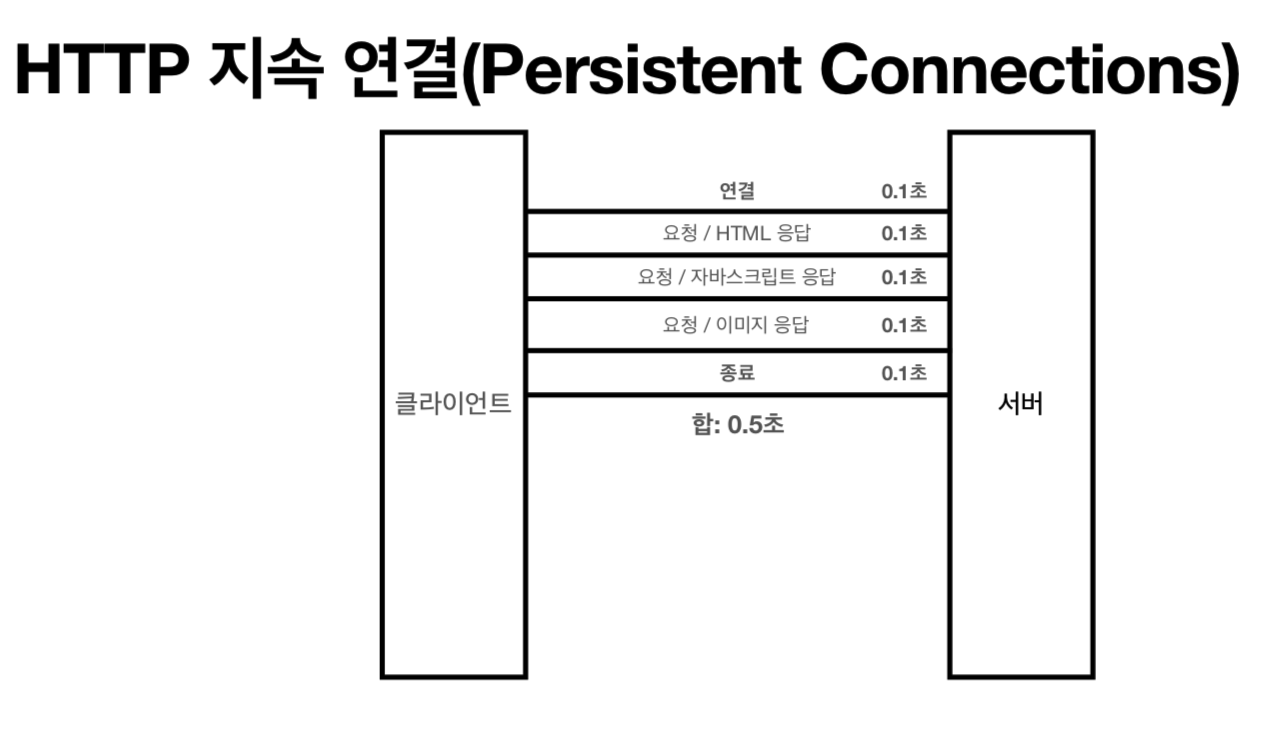 HTTP 지속 연결(Persistent Connections)
연결 0.1초
요청 / HTML 응답 0.1초
요청 / 자바스크립트 응답 0.1초
요청 / 이미지 응답 0.1초
종료 0.1초
클라이언트
서버
합: 0.5초